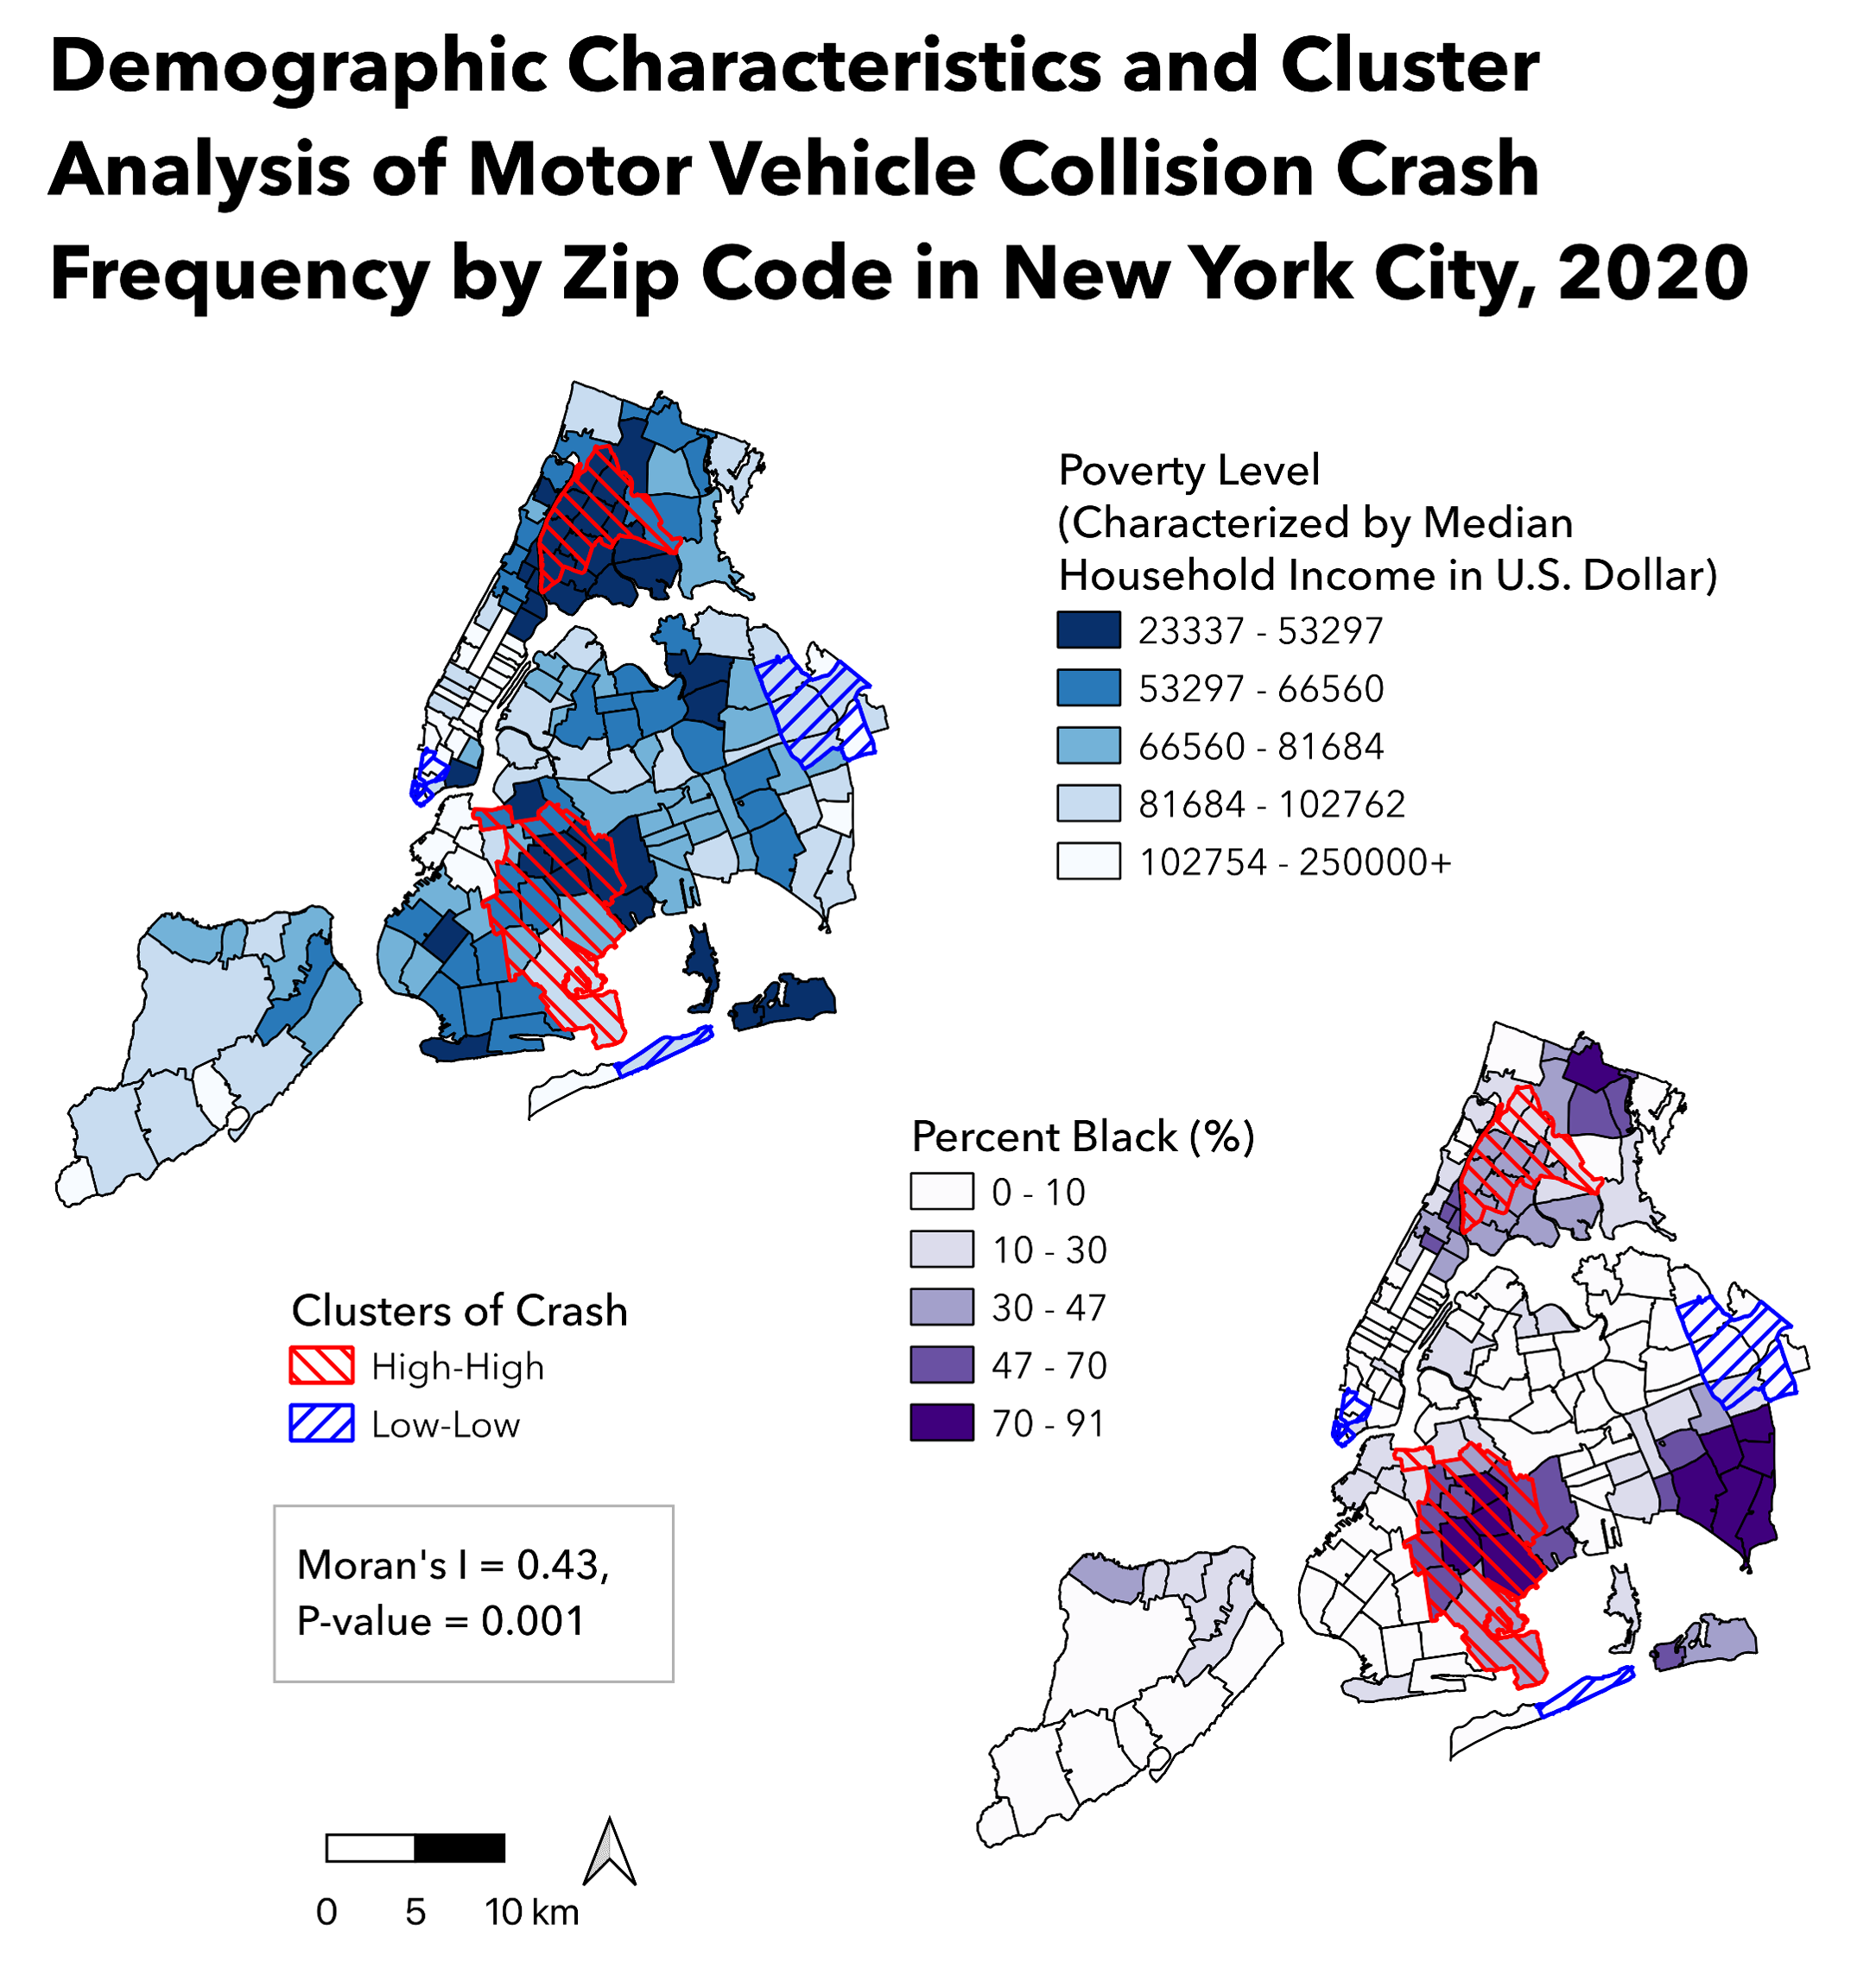 Demographic Characteristics and Cluster
Analysis of Motor Vehicle Collision Crash
Frequency by Zip Code in New York City, 2020
Poverty Level
(Characterized by Median
Household Income in U.S. Dollar)
23337 - 53297
53297 - 66560
66560 - 81684
81684 - 102762
102754 - 250000+
Percent Black (%)
0 - 10
10 - 30
30 - 47
47 - 70
70 - 91
Clusters of Crash
High-High
Low-Low
Moran's I = 0.43,
P-value = 0.001
0 5 10 km